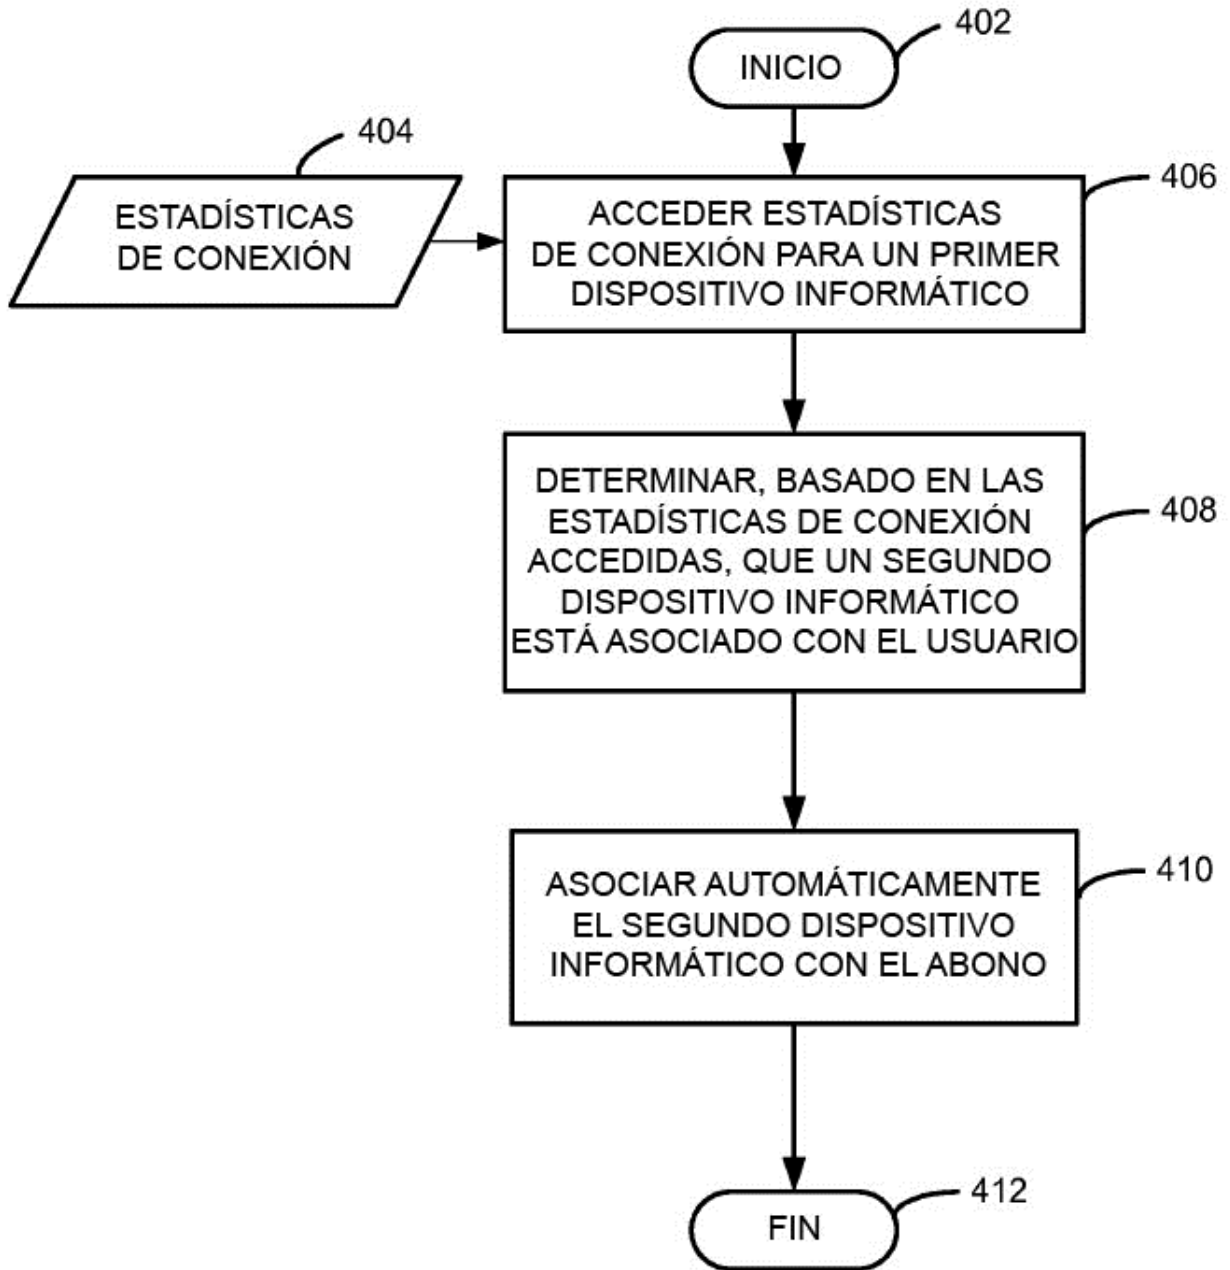 402
INICIO
404
ESTADÍSTICAS
DE CONEXIÓN
406
ACCEDER ESTADÍSTICAS
DE CONEXIÓN PARA UN PRIMER
DISPOSITIVO INFORMÁTICO
408
DETERMINAR, BASADO EN LAS
ESTADÍSTICAS DE CONEXIÓN
ACCEDIDAS, QUE UN SEGUNDO
DISPOSITIVO INFORMÁTICO
ESTÁ ASOCIADO CON EL USUARIO
410
ASOCIAR AUTOMÁTICAMENTE
EL SEGUNDO DISPOSITIVO
INFORMÁTICO CON EL ABONO
412
FIN